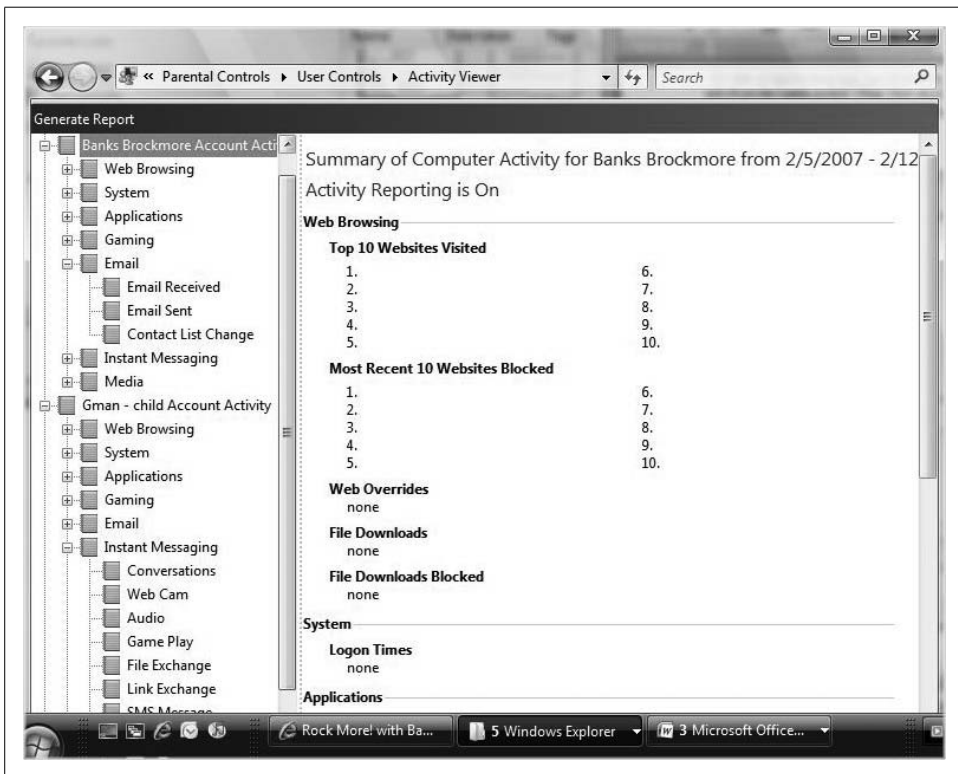 « Parental Controls ▸ User Controls ▸ Activity Viewer
Search
Generate Report
Banks Brockmore Account Acti
Web Browsing
System
Applications
Gaming
Email
Email Received
Email Sent
Contact List Change
Instant Messaging
Media
Gman - child Account Activity
Web Browsing
System
Applications
Gaming
Email
Instant Messaging
Conversations
Web Cam
Audio
Game Play
File Exchange
Link Exchange
SMS Message
Summary of Computer Activity for Banks Brockmore from 2/5/2007 - 2/12
Activity Reporting is On
Web Browsing
Top 10 Websites Visited
1. 6.
2. 7.
3. 8.
4. 9.
5. 10.
Most Recent 10 Websites Blocked
1. 6.
2. 7.
3. 8.
4. 9.
5. 10.
Web Overrides
none
File Downloads
none
File Downloads Blocked
none
System
Logon Times
none
Applications
Rock More! with Ba...
5 Windows Explorer
3 Microsoft Office...